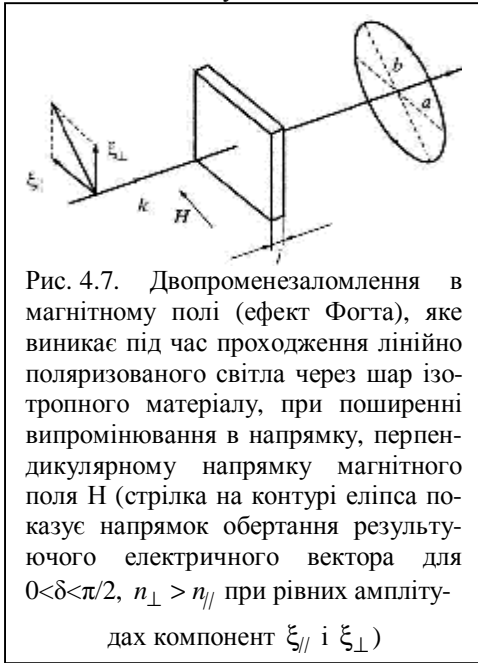 b
a
ξ⊥
ξ//
k
H
l
Рис. 4.7. Двопроменезаломлення в
магнітному полі (ефект Фогта), яке
виникає під час проходження лінійно
поляризованого світла через шар ізо-
тропного матеріалу, при поширенні
випромінювання в напрямку, перпен-
дикулярному напрямку магнітного
поля Н (стрілка на контурі еліпса по-
казує напрямок обертання результу-
ючого електричного вектора для
0<δ<π/2, n⊥ > n// при рівних ампліту-
дах компонент ξ// і ξ⊥)